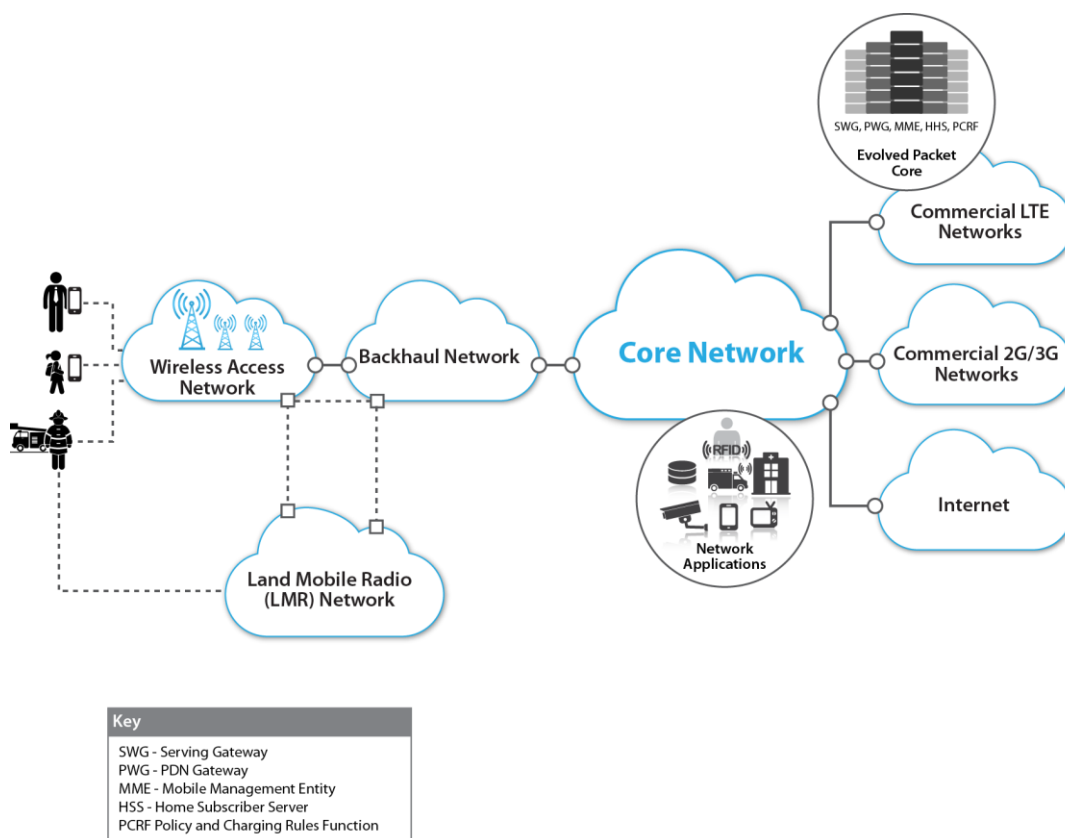 SWG, PWG, MME, HHS, PCRF
Evolved Packet
Core
Commercial LTE
Networks
Wireless Access
Network
Backhaul Network
Core Network
Commercial 2G/3G
Networks
RFID
Network
Applications
Internet
Land Mobile Radio
(LMR) Network
Key
SWG - Serving Gateway
PWG - PDN Gateway
MME - Mobile Management Entity
HSS - Home Subscriber Server
PCRF Policy and Charging Rules Function